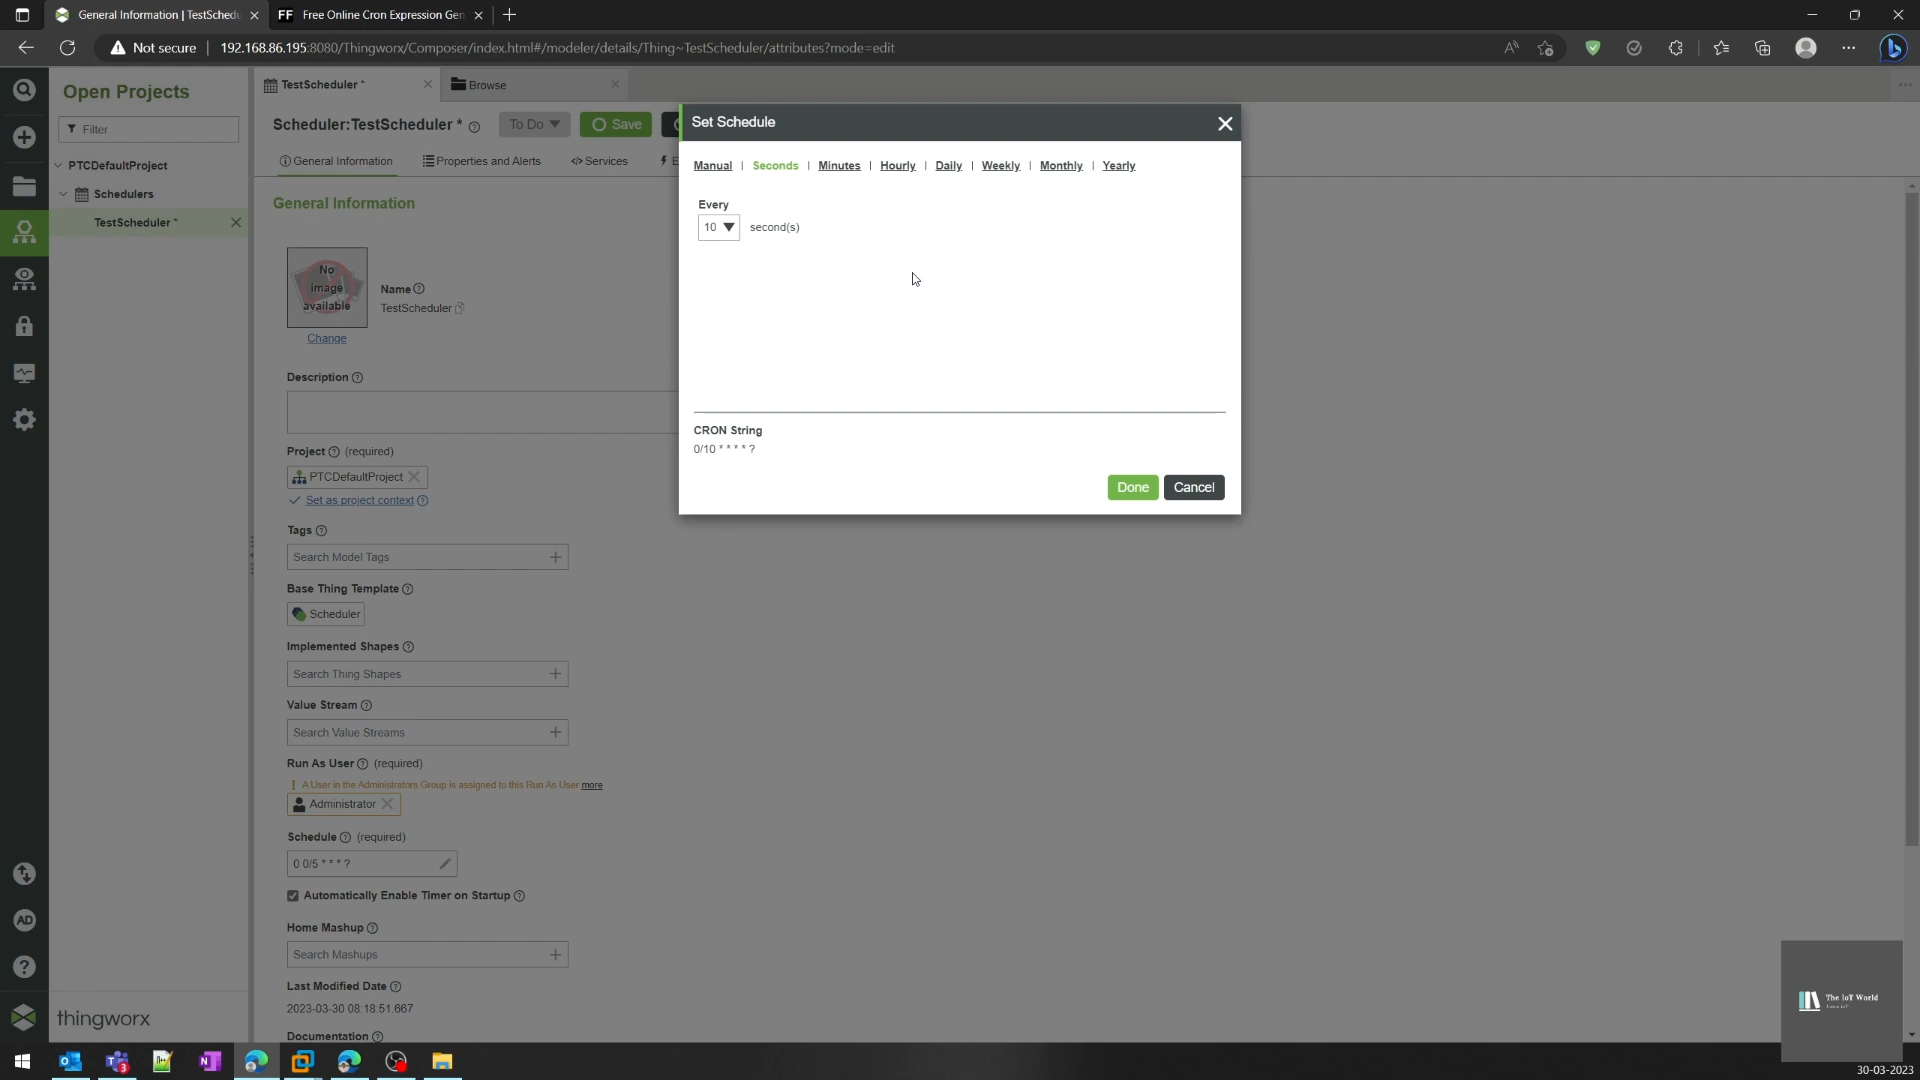 General Information | TestSchedu
Free Online Cron Expression Gen
Not secure
192.168.86.195:8080/Thingworx/Composer/index.html#/modeler/details/Thing~TestScheduler/attributes?mode=edit
Open Projects
Filter
PTCDefaultProject
Schedulers
TestScheduler *
TestScheduler *
Browse
Scheduler:TestScheduler *
To Do
Save
General Information
Properties and Alerts
Services
E
General Information
No image available
Change
Name
TestScheduler
Description
Project (required)
PTCDefaultProject
Set as project context
Tags
Search Model Tags
Base Thing Template
Scheduler
Implemented Shapes
Search Thing Shapes
Value Stream
Search Value Streams
Run As User (required)
! A User in the Administrators Group is assigned to this Run As User more
Administrator
Schedule (required)
0 0/5 * * * ?
Automatically Enable Timer on Startup
Home Mashup
Search Mashups
Last Modified Date
2023-03-30 08:18:51.667
Documentation
Set Schedule
Manual | Seconds | Minutes | Hourly | Daily | Weekly | Monthly | Yearly
Every
10 second(s)
CRON String
0/10 * * * * ?
Done
Cancel
AD
thingworx
The IoT World
30-03-2023